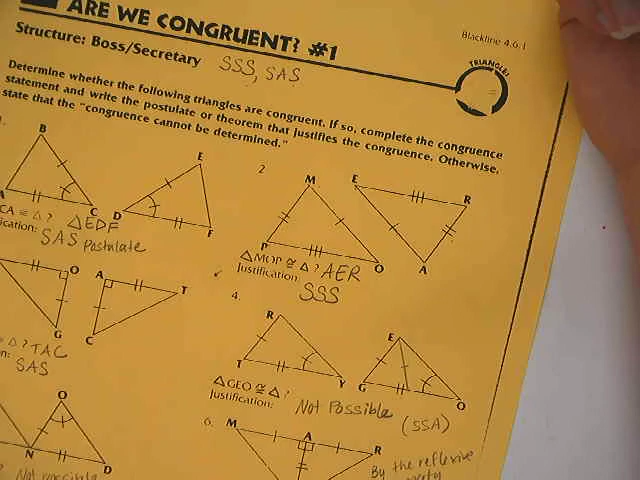 ARE WE CONGRUENT? #1
Blackline 4.6.1
Structure: Boss/Secretary SSS, SAS
TRIANGLES
Determine whether the following triangles are congruent. If so, complete the congruence
statement and write the postulate or theorem that justifies the congruence. Otherwise,
state that the "congruence cannot be determined."
B
E
A
C
D
F
CA ≅ △? △EDF
ication: SAS Postulate
2
M
E
R
P
O
A
△MOP ≅ △? AER
Justification: SSS
O
A
T
G
C
≅ △? TAC
n: SAS
4.
R
E
T
Y
G
O
△GEO ≅ △?
Justification: Not Possible (SSA)
O
N
D
? Not possible
6.
M
A
R
By the reflexive